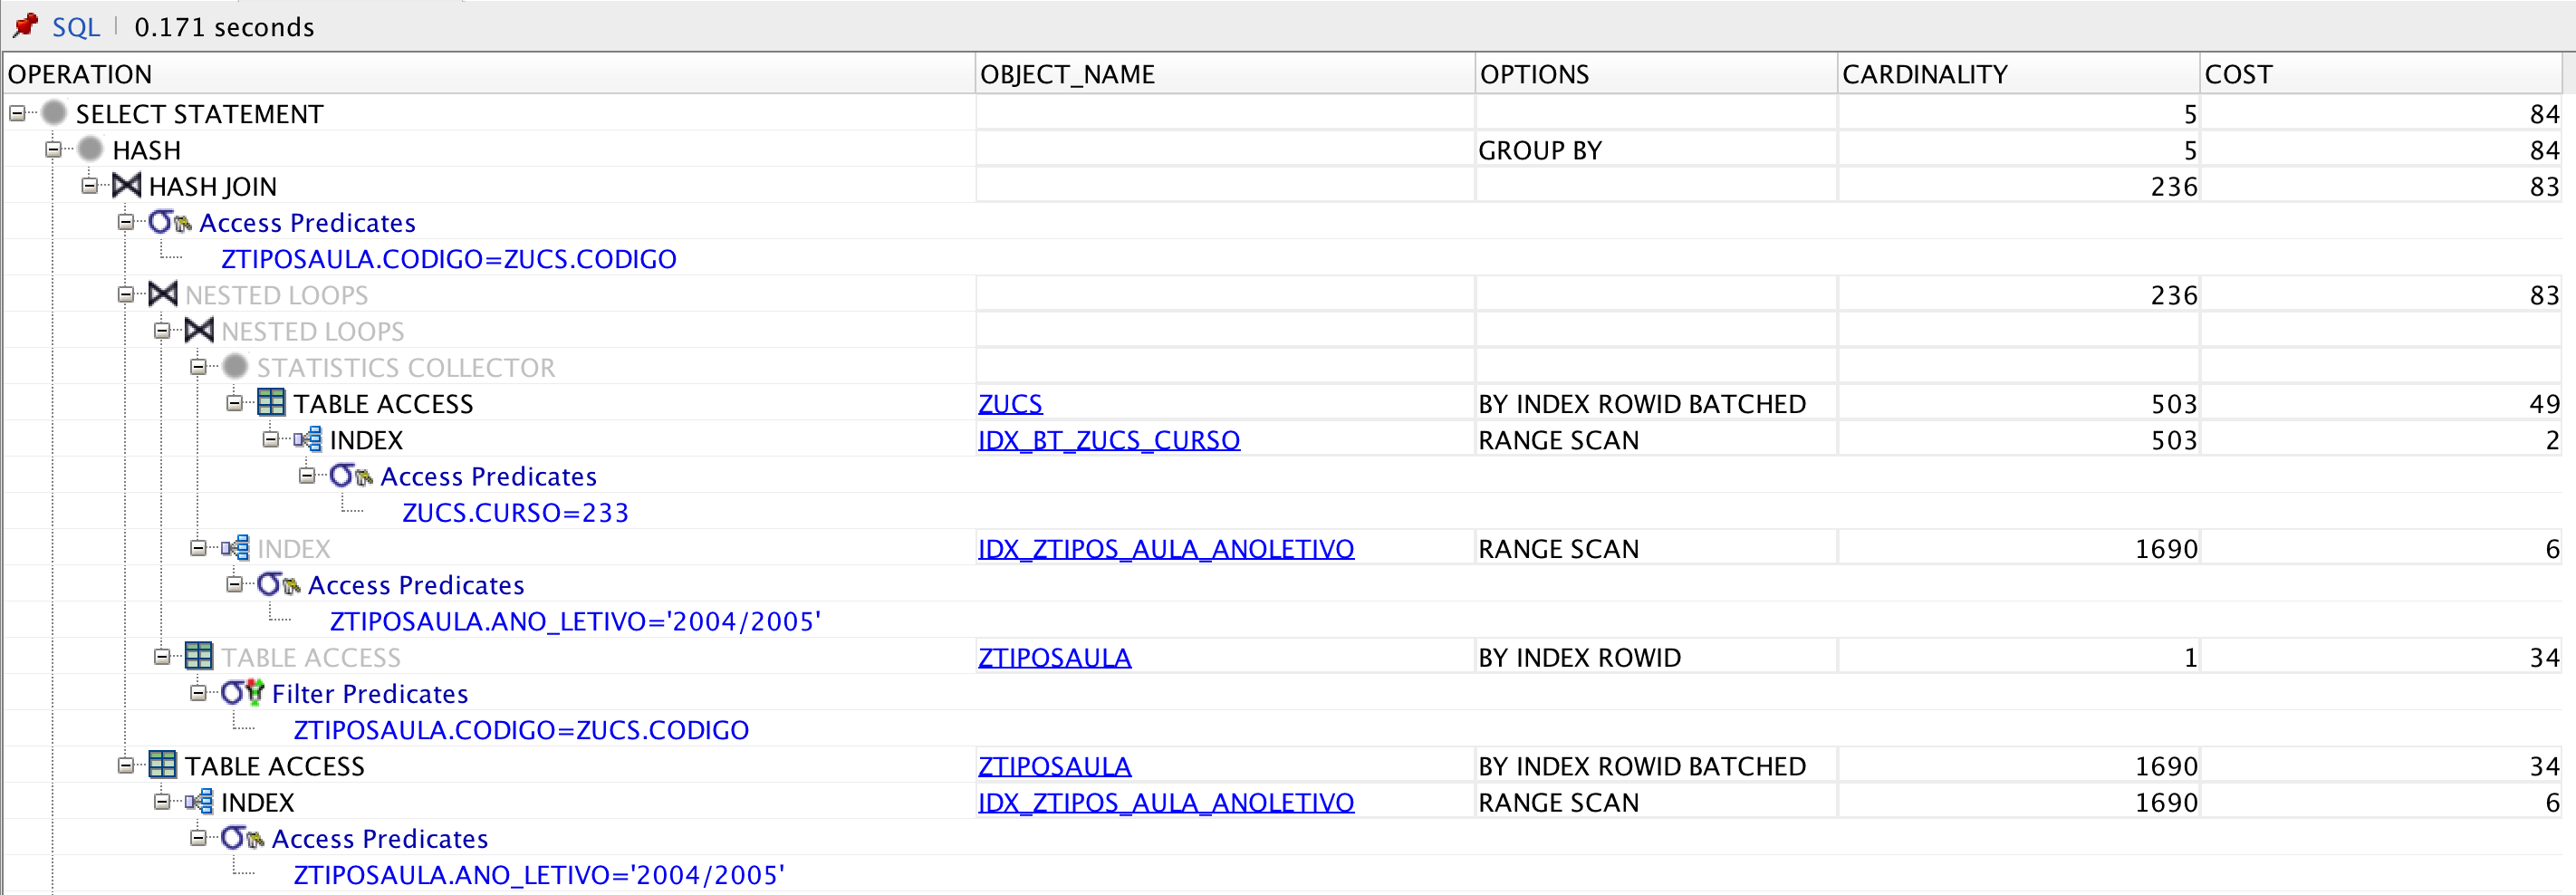 SQL | 0.171 seconds
OPERATION OBJECT_NAME OPTIONS CARDINALITY COST
SELECT STATEMENT 5 84
HASH GROUP BY 5 84
HASH JOIN 236 83
Access Predicates
ZTIPOSAULA.CODIGO=ZUCS.CODIGO
NESTED LOOPS 236 83
NESTED LOOPS
STATISTICS COLLECTOR
TABLE ACCESS ZUCS BY INDEX ROWID BATCHED 503 49
INDEX IDX_BT_ZUCS_CURSO RANGE SCAN 503 2
Access Predicates
ZUCS.CURSO=233
INDEX IDX_ZTIPOS_AULA_ANOLETIVO RANGE SCAN 1690 6
Access Predicates
ZTIPOSAULA.ANO_LETIVO='2004/2005'
TABLE ACCESS ZTIPOSAULA BY INDEX ROWID 1 34
Filter Predicates
ZTIPOSAULA.CODIGO=ZUCS.CODIGO
TABLE ACCESS ZTIPOSAULA BY INDEX ROWID BATCHED 1690 34
INDEX IDX_ZTIPOS_AULA_ANOLETIVO RANGE SCAN 1690 6
Access Predicates
ZTIPOSAULA.ANO_LETIVO='2004/2005'